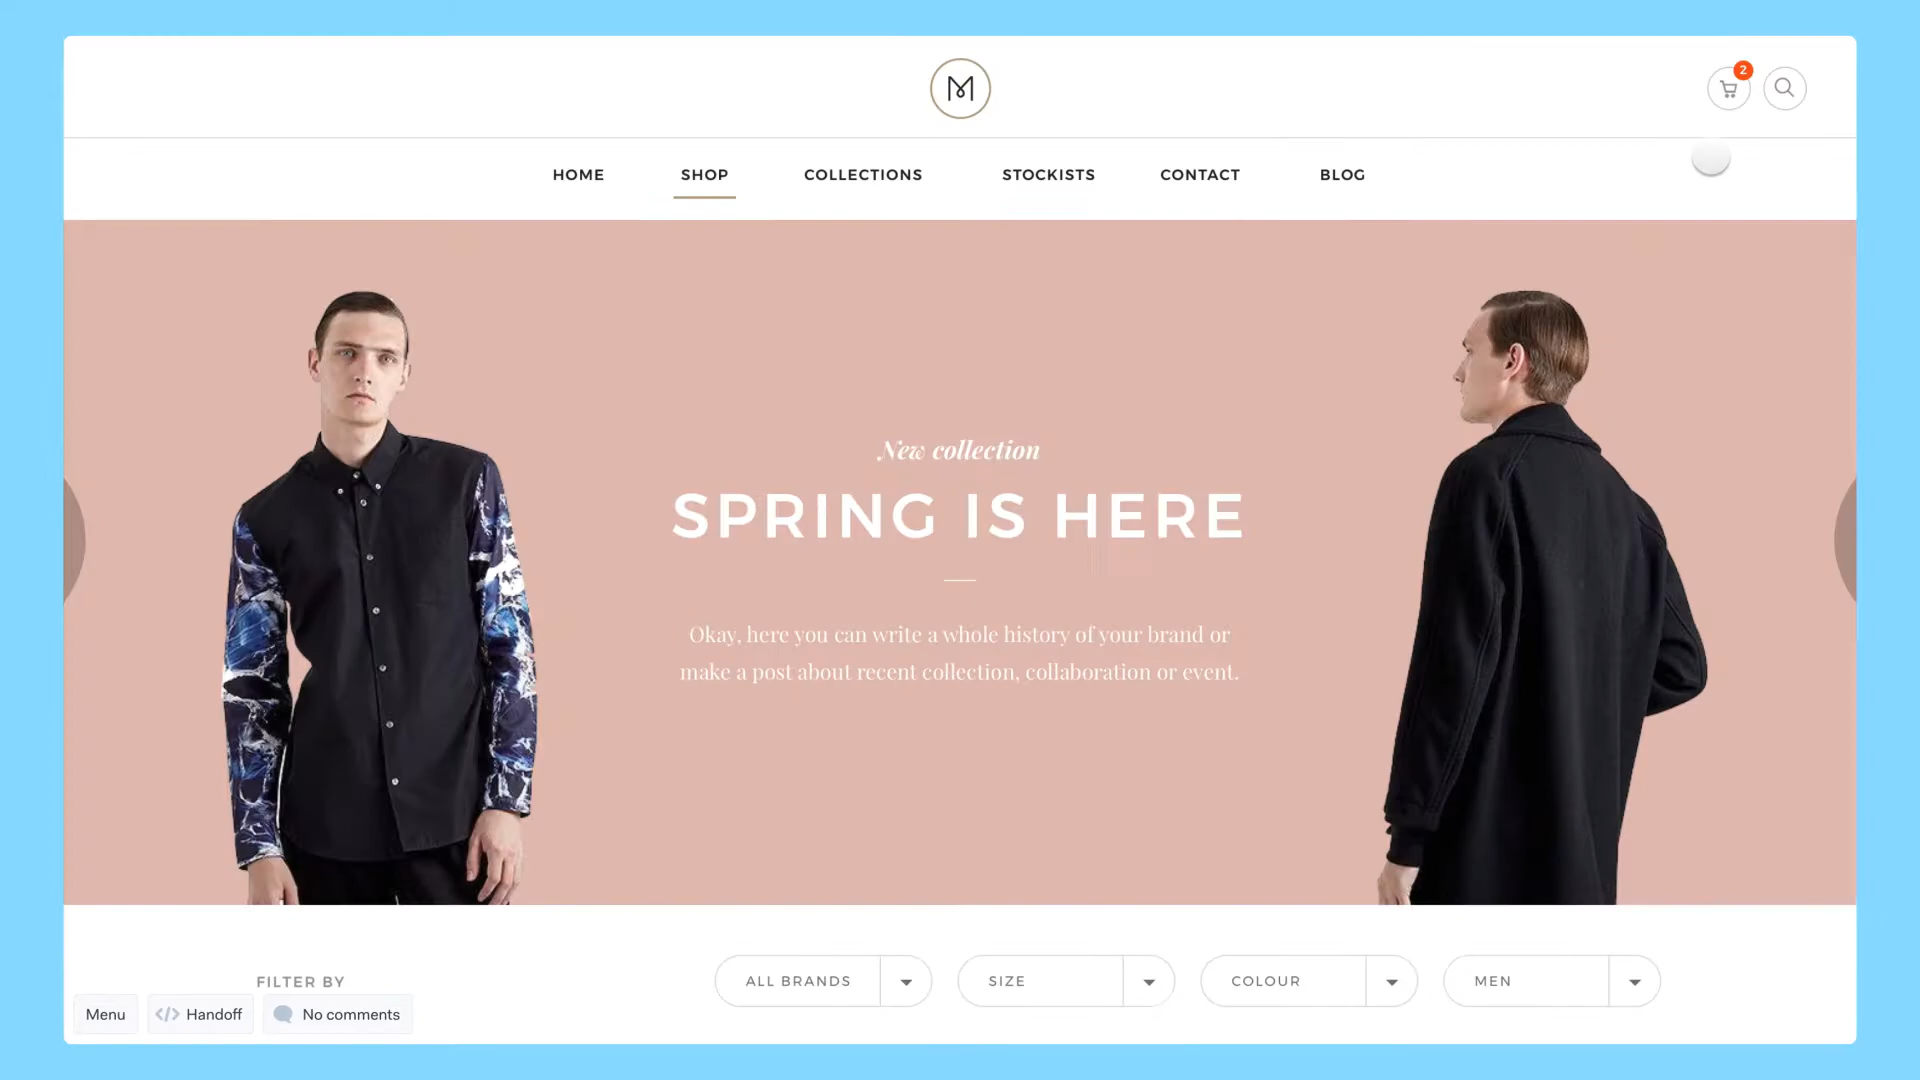 M
2
HOME SHOP COLLECTIONS STOCKISTS CONTACT BLOG
New collection
SPRING IS HERE
Okay, here you can write a whole history of your brand or
make a post about recent collection, collaboration or event.
FILTER BY
ALL BRANDS SIZE COLOUR MEN
Menu </> Handoff No comments